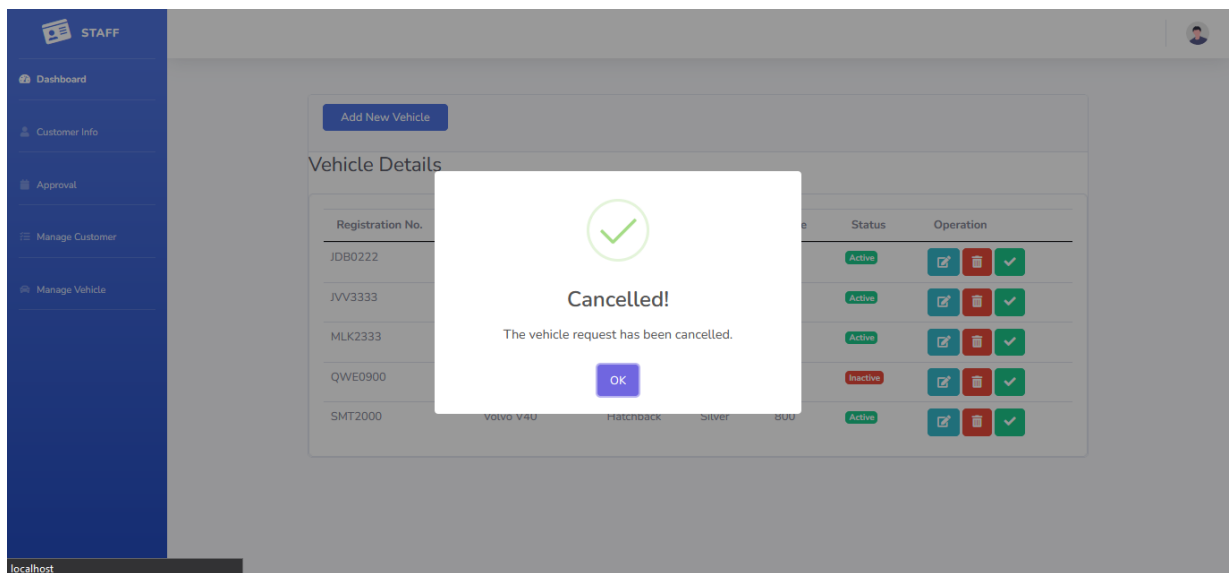 STAFF
Dashboard
Customer Info
Approval
Manage Customer
Manage Vehicle
Add New Vehicle
Vehicle Details
Registration No. Status Operation
JDB0222 Active
JVV3333 Active
MLK2333 Active
QWE0900 Inactive
SMT2000 Volvo V40 Hatchback Silver 800 Active
Cancelled!
The vehicle request has been cancelled.
OK
localhost